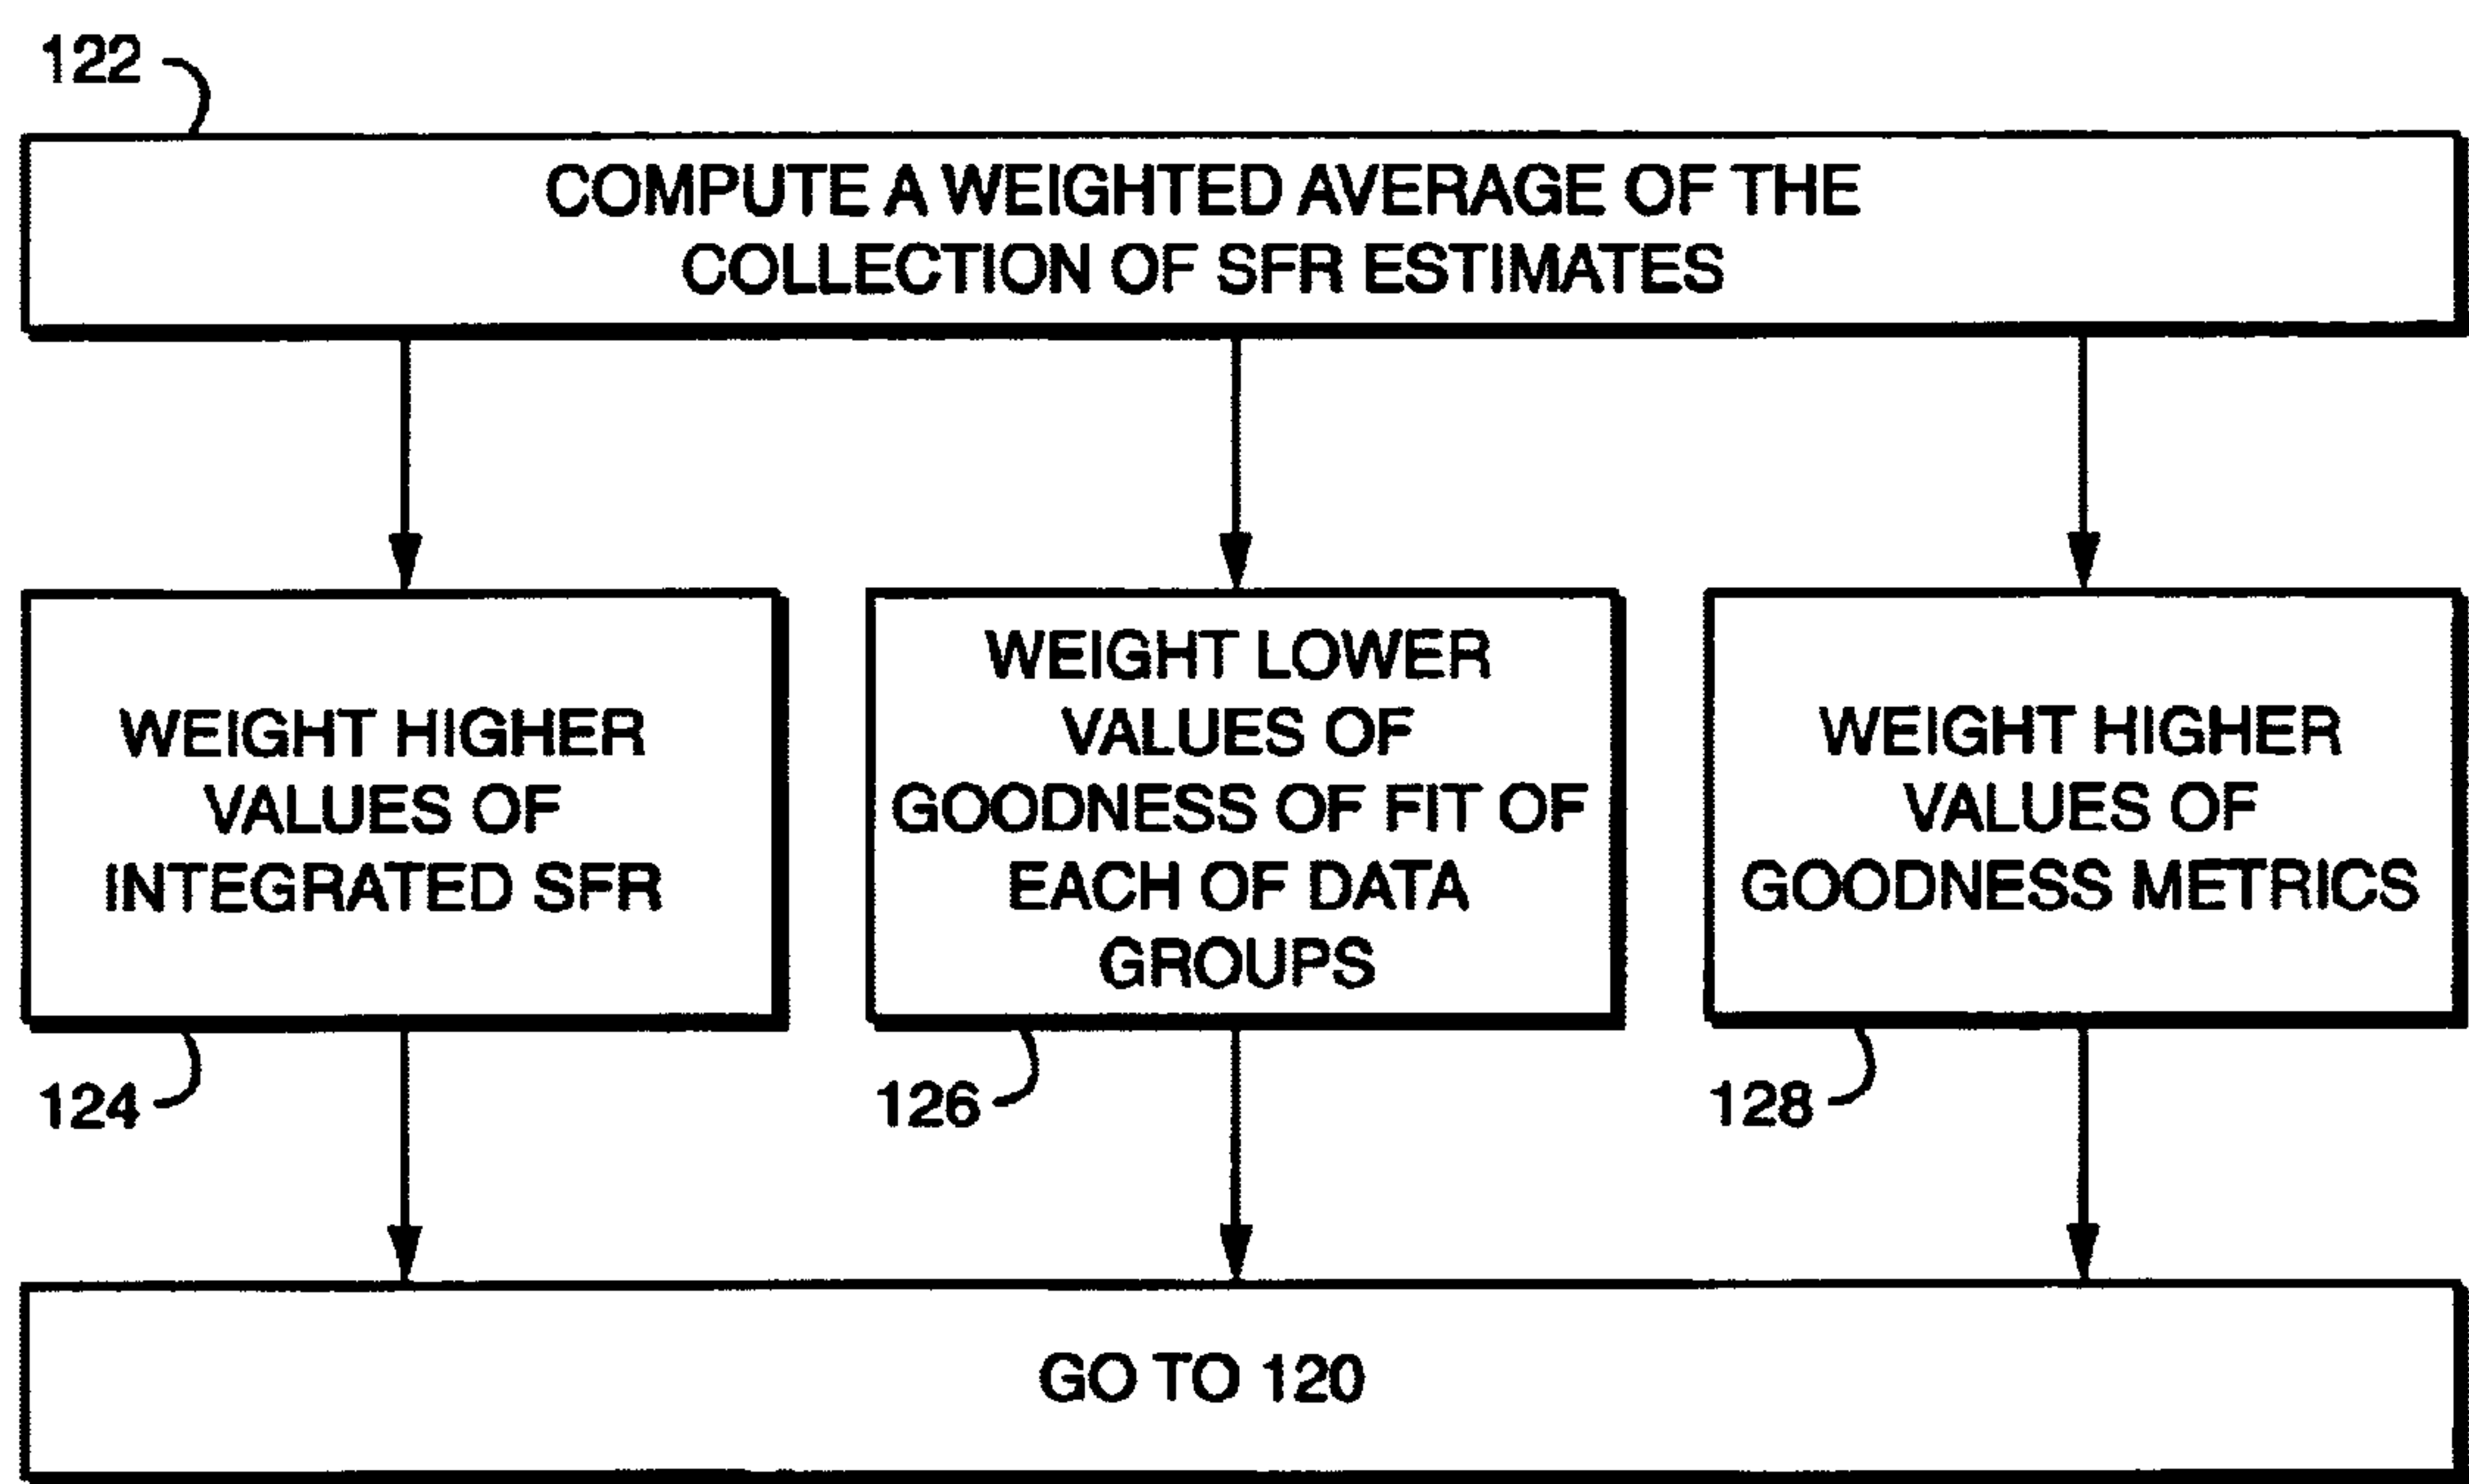 122
COMPUTE A WEIGHTED AVERAGE OF THE
COLLECTION OF SFR ESTIMATES
WEIGHT HIGHER
VALUES OF
INTEGRATED SFR
WEIGHT LOWER
VALUES OF
GOODNESS OF FIT OF
EACH OF DATA
GROUPS
WEIGHT HIGHER
VALUES OF
GOODNESS METRICS
124
126
128
GO TO 120